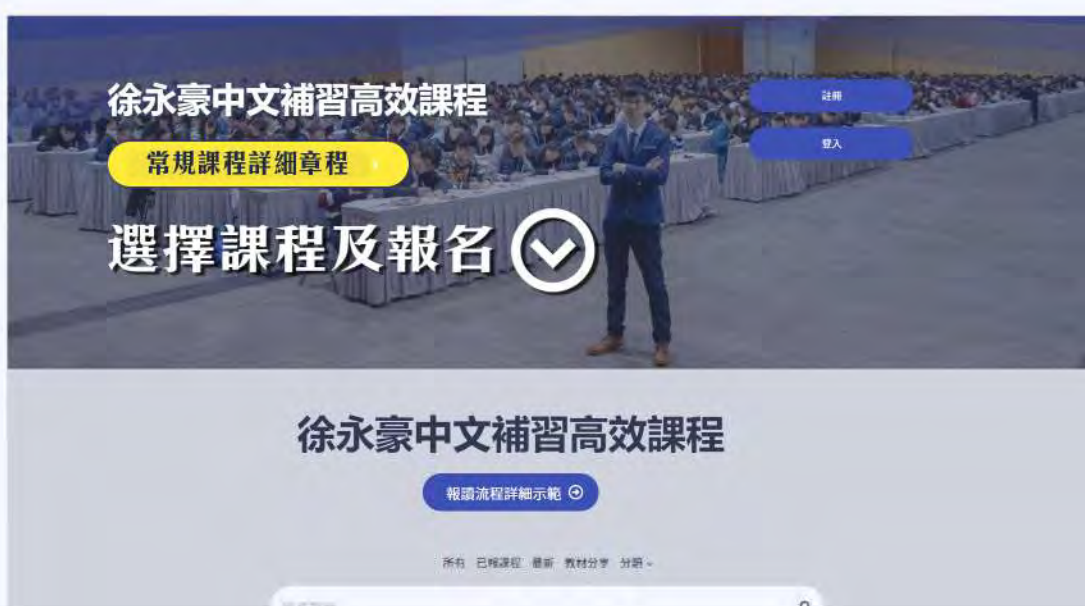 徐永豪中文補習高效課程
註冊
常規課程詳細章程
登入
選擇課程及報名
徐永豪中文補習高效課程
報讀流程詳細示範
所有 已報課程 最新 教材分享 分類